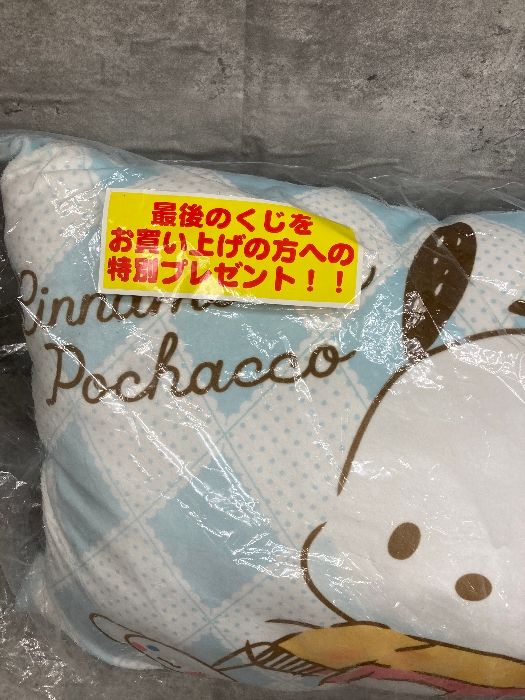 最後のくじを
お買い上げの方への
特別プレゼント！！
Pochacco